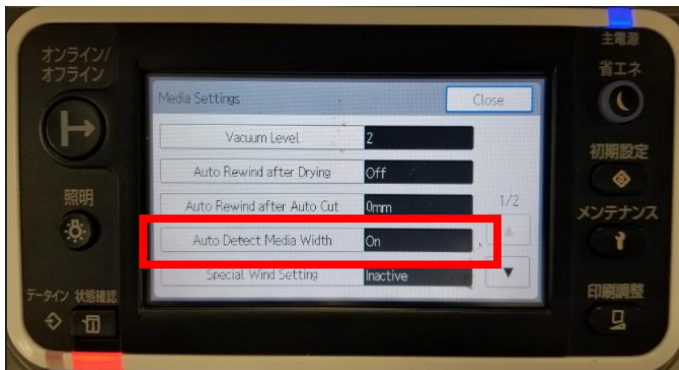 オンライン/
オフライン
照明
データイン 状態確認
Media Settings
Close
Vacuum Level 2
Auto Rewind after Drying Off
Auto Rewind after Auto Cut 0mm
1/2
Auto Detect Media Width On
Special Wind Setting Inactive
主電源
省エネ
初期設定
メンテナンス
印刷調整